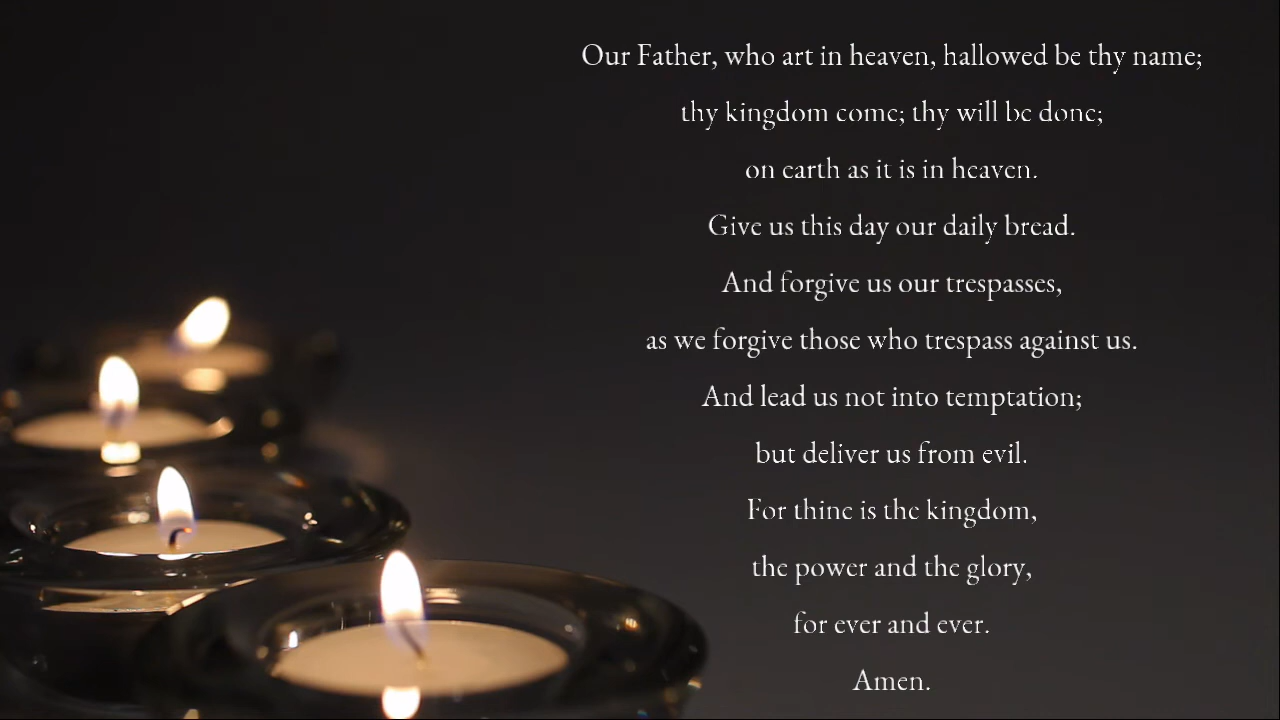 Our Father, who art in heaven, hallowed be thy name;
thy kingdom come; thy will be done;
on earth as it is in heaven.
Give us this day our daily bread.
And forgive us our trespasses,
as we forgive those who trespass against us.
And lead us not into temptation;
but deliver us from evil.
For thine is the kingdom,
the power and the glory,
for ever and ever.
Amen.